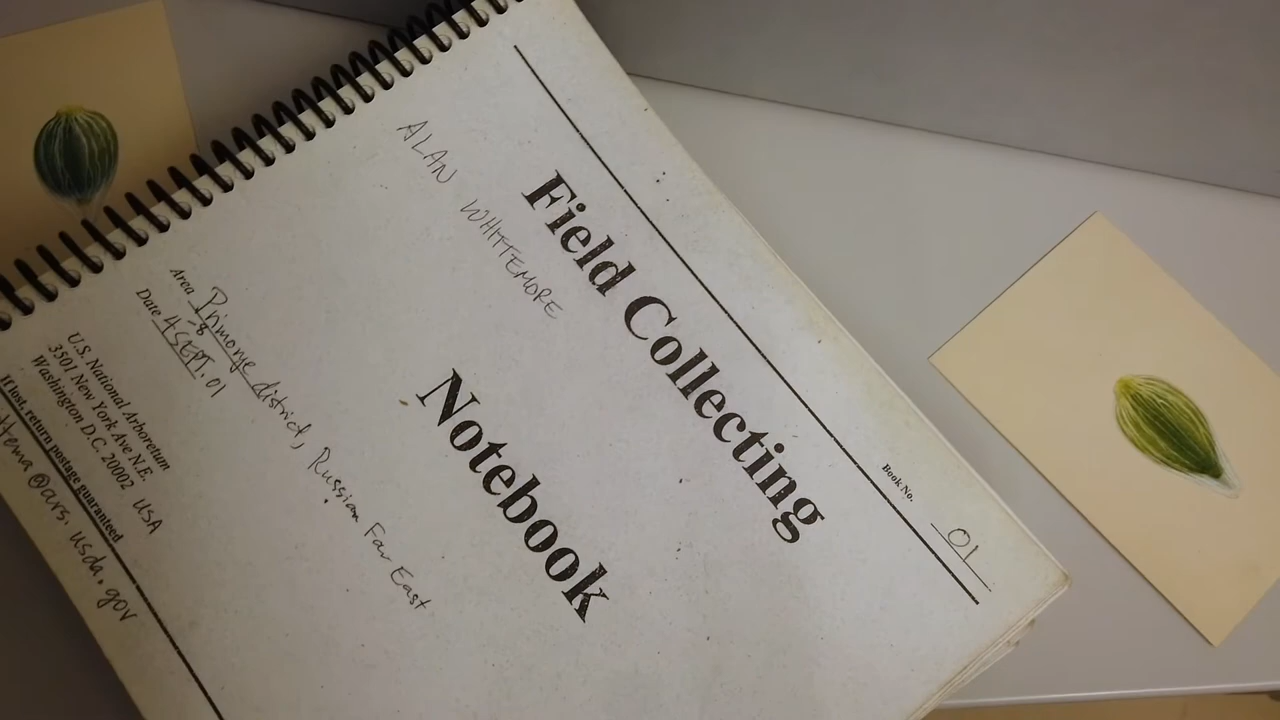 Book No. 01
Field Collecting
Notebook
ALAN WHITTEMORE
Area Primorye district, Russian Far East
Date 4 SEPT. 01
U.S. National Arboretum
3501 New York Ave N.E.
Washington D.C. 20002 USA
If lost, return postage guaranteed
@ars.usda.gov